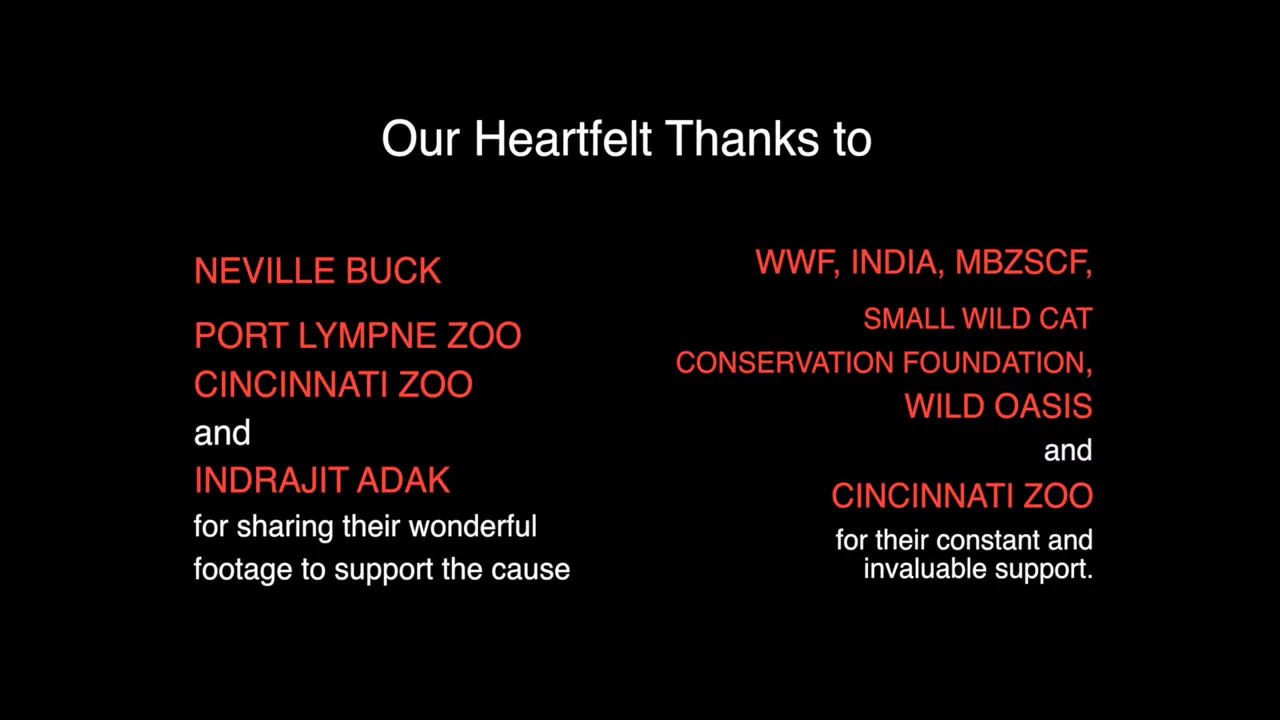 Our Heartfelt Thanks to
NEVILLE BUCK
PORT LYMPNE ZOO
CINCINNATI ZOO
and
INDRAJIT ADAK
for sharing their wonderful
footage to support the cause
WWF, INDIA, MBZSCF,
SMALL WILD CAT
CONSERVATION FOUNDATION,
WILD OASIS
and
CINCINNATI ZOO
for their constant and
invaluable support.